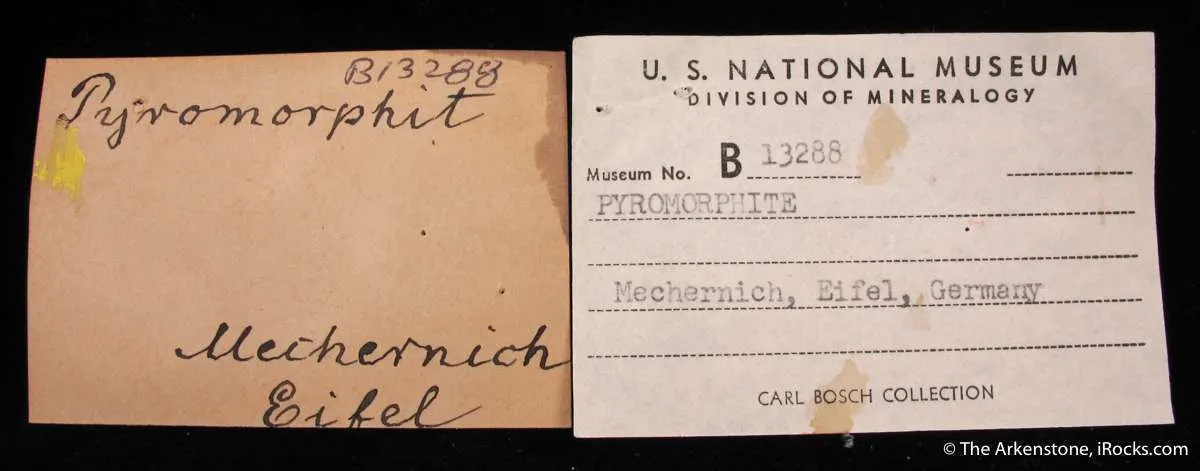 B13288
Pyromorphit
Mechernich
Eifel
U. S. NATIONAL MUSEUM
DIVISION OF MINERALOGY
Museum No. B 13288
PYROMORPHITE
Mechernich, Eifel, Germany
CARL BOSCH COLLECTION
© The Arkenstone, iRocks.com